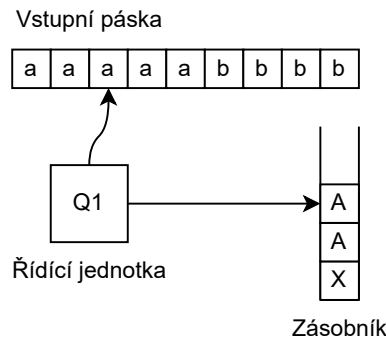 Vstupní páska
a a a a a b b b b
Q1
A
A
X
Řídící jednotka
Zásobník